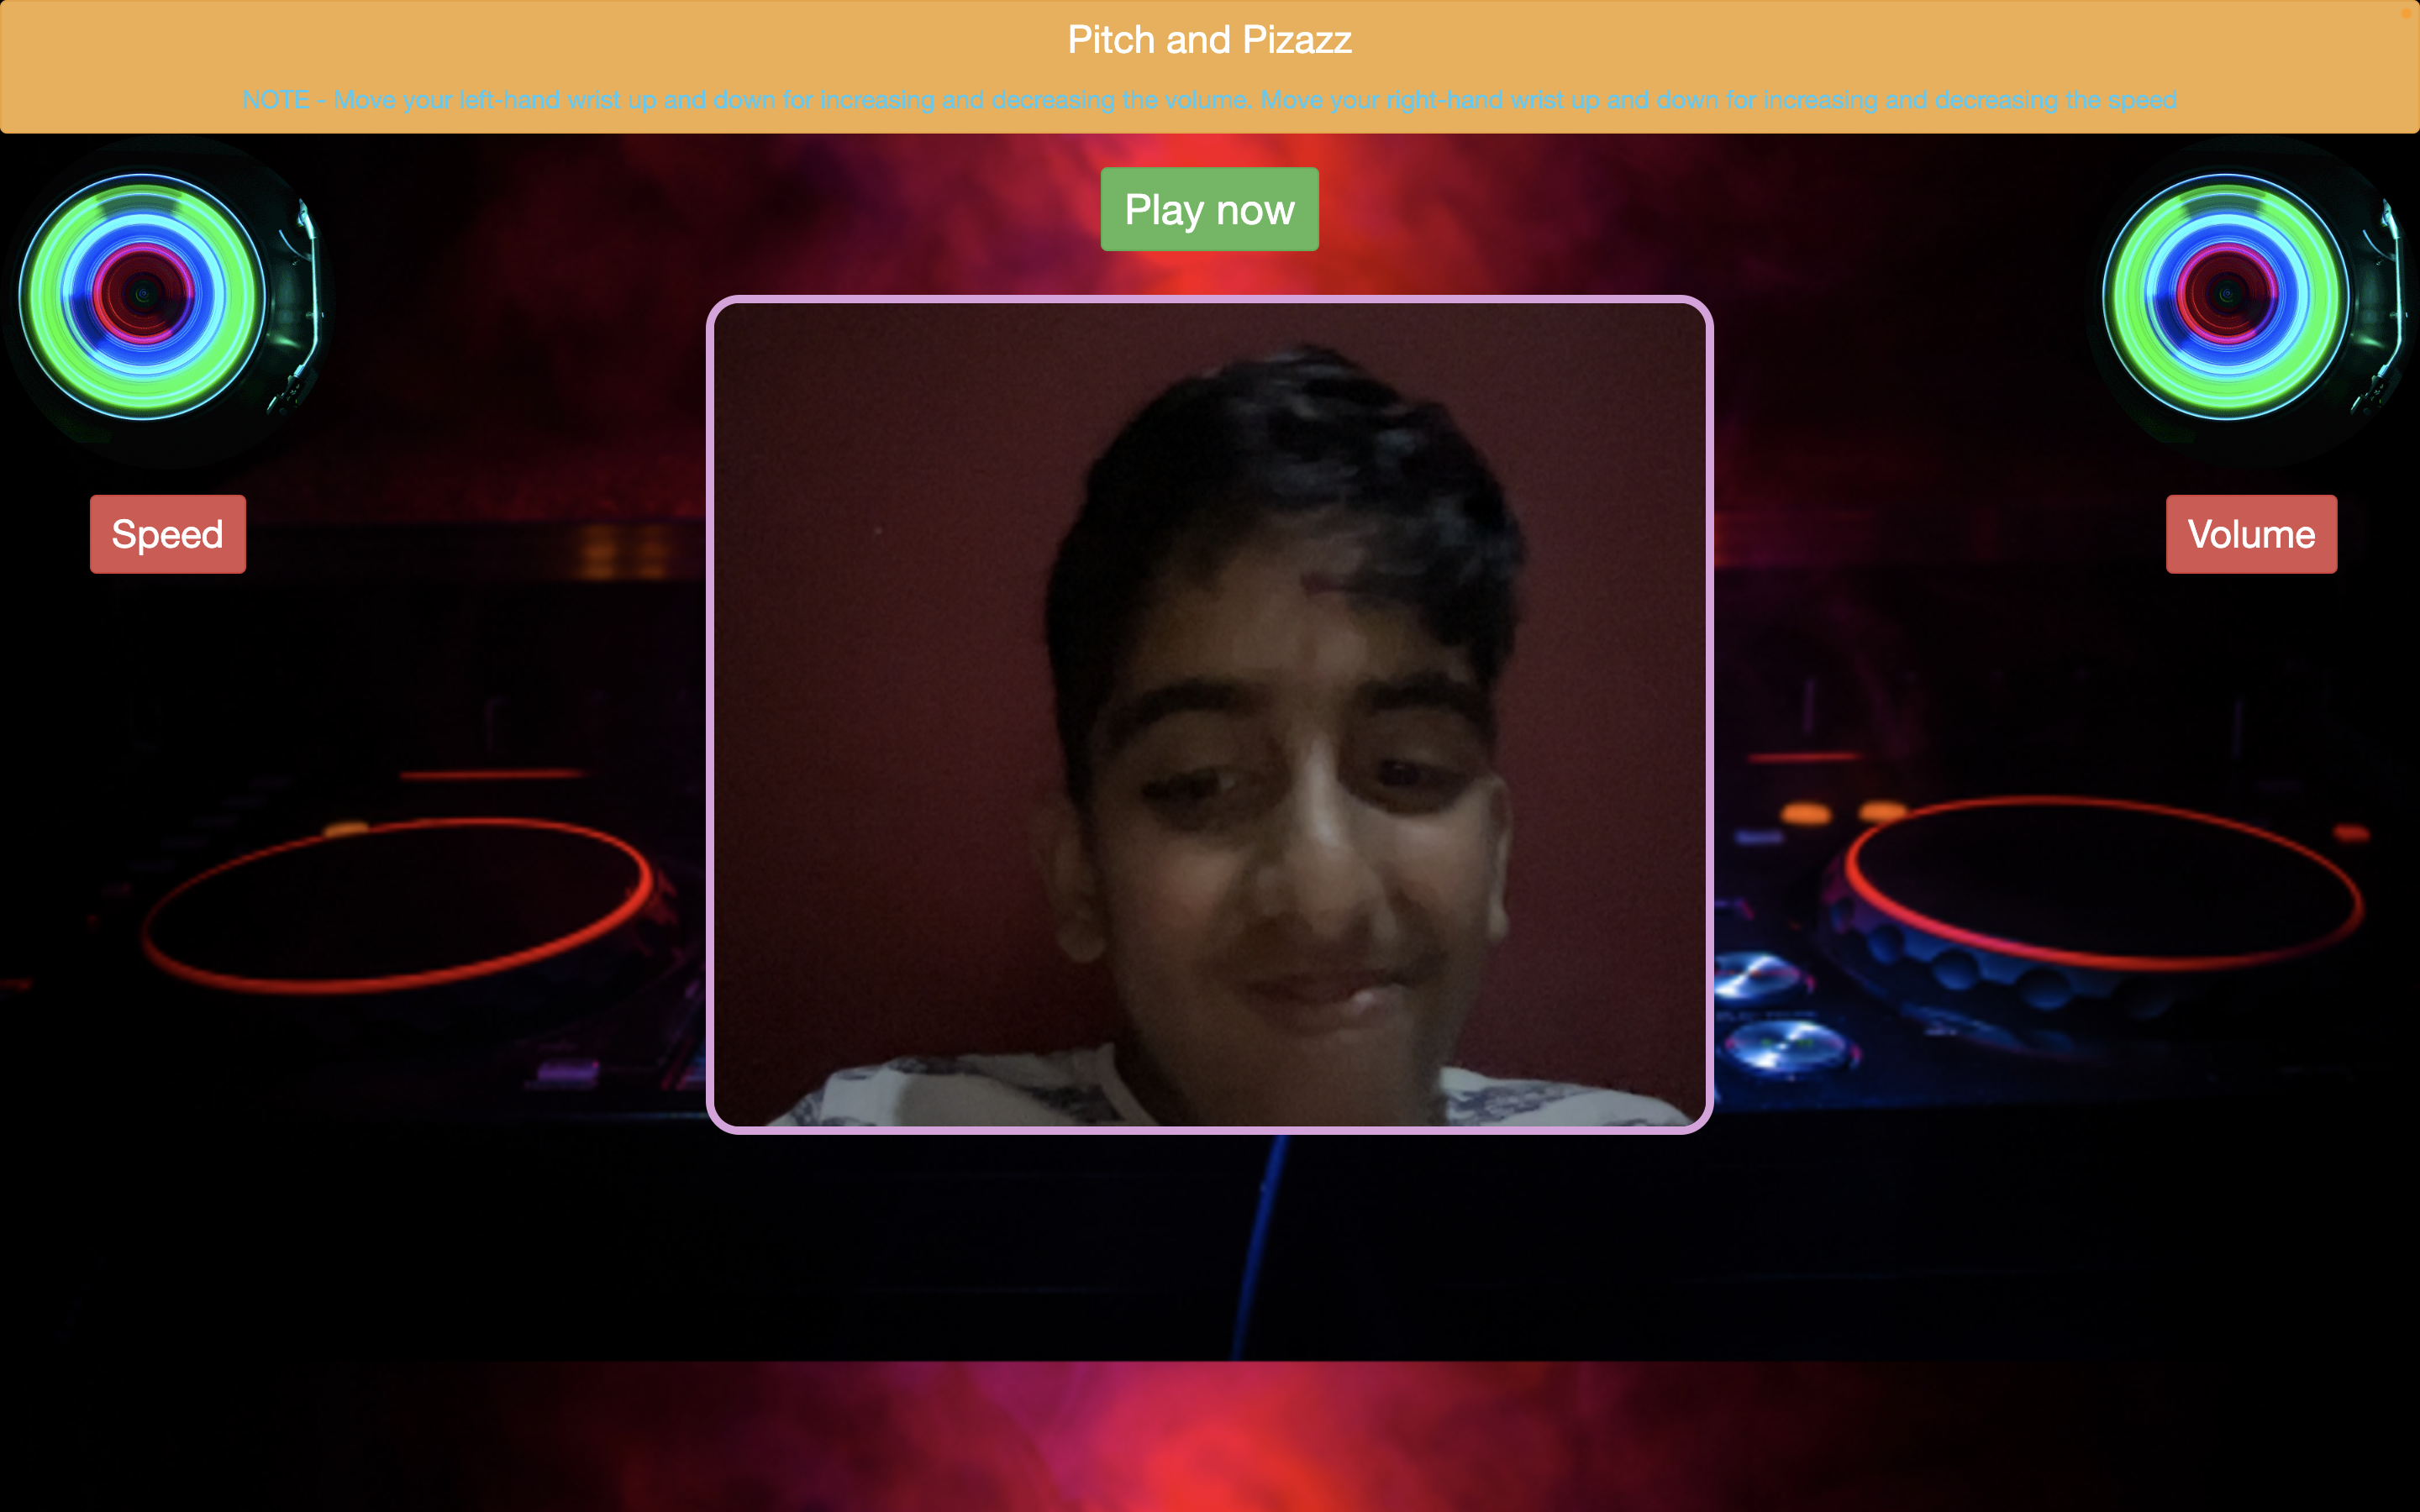 Pitch and Pizazz
NOTE - Move your left-hand wrist up and down for increasing and decreasing the volume. Move your right-hand wrist up and down for increasing and decreasing the speed
Play now
Speed
Volume